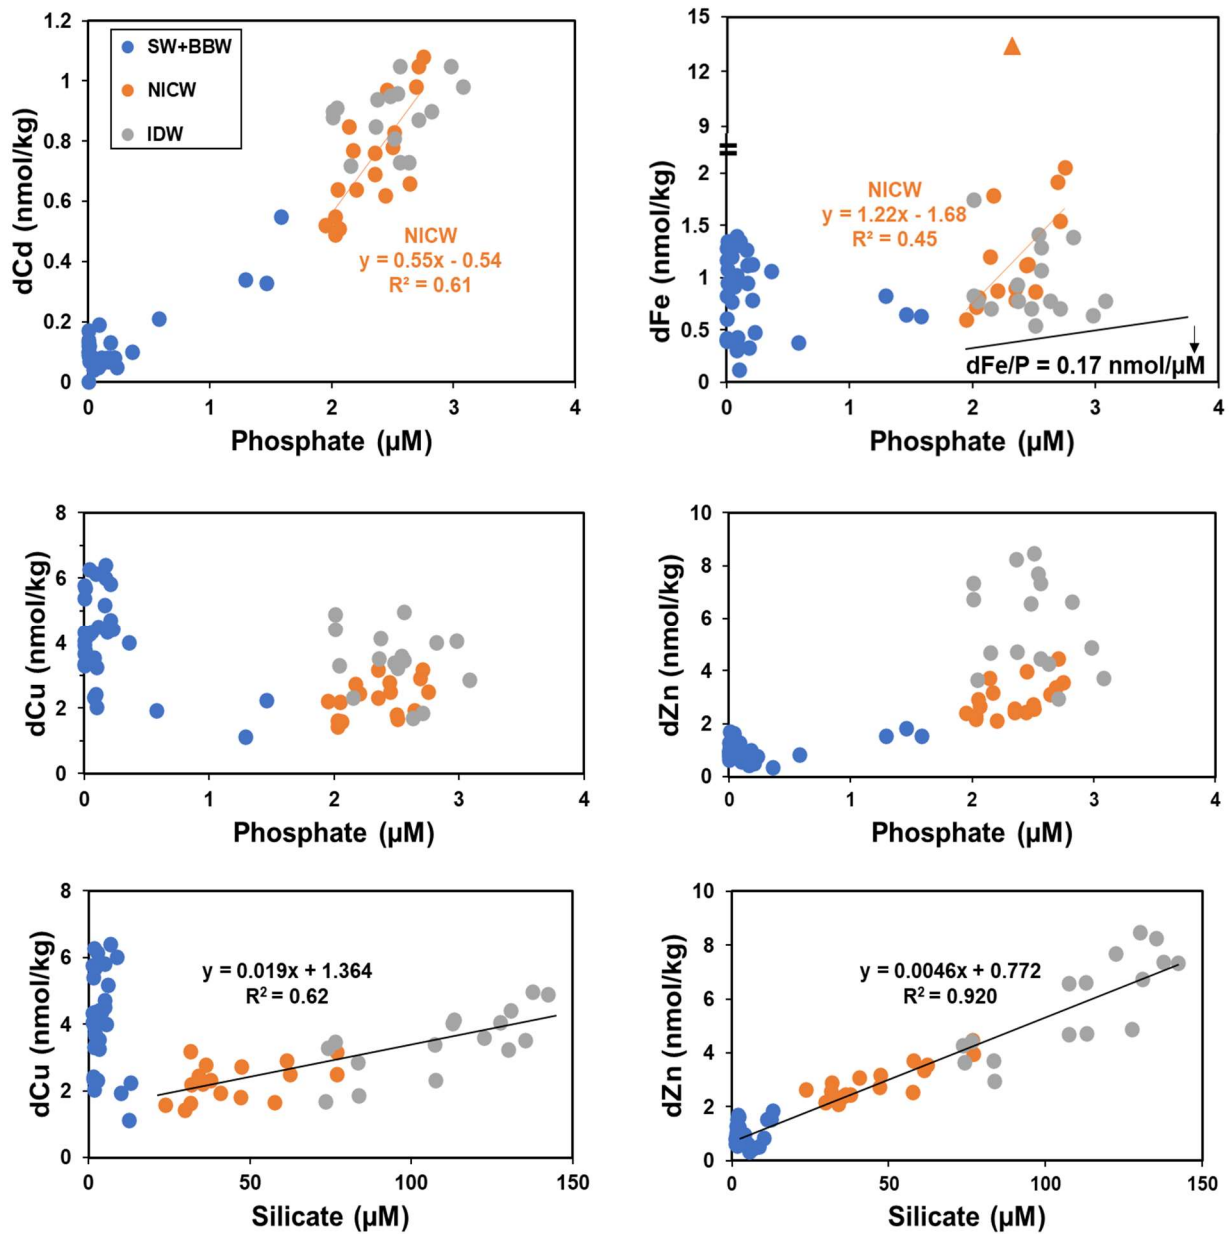 1.2
1
0.8
0.6
0.4
0.2
0
dCd (nmol/kg)
SW+BBW
NICW
IDW
NICW
y = 0.55x - 0.54
R² = 0.61
0 1 2 3 4
Phosphate (µM)
15
12
9
2
1.5
1
0.5
0
dFe (nmol/kg)
NICW
y = 1.22x - 1.68
R² = 0.45
dFe/P = 0.17 nmol/µM
0 1 2 3 4
Phosphate (µM)
8
6
4
2
0
dCu (nmol/kg)
0 1 2 3 4
Phosphate (µM)
10
8
6
4
2
0
dZn (nmol/kg)
0 1 2 3 4
Phosphate (µM)
8
6
4
2
0
dCu (nmol/kg)
y = 0.019x + 1.364
R² = 0.62
0 50 100 150
Silicate (µM)
10
8
6
4
2
0
dZn (nmol/kg)
y = 0.0046x + 0.772
R² = 0.920
0 50 100 150
Silicate (µM)